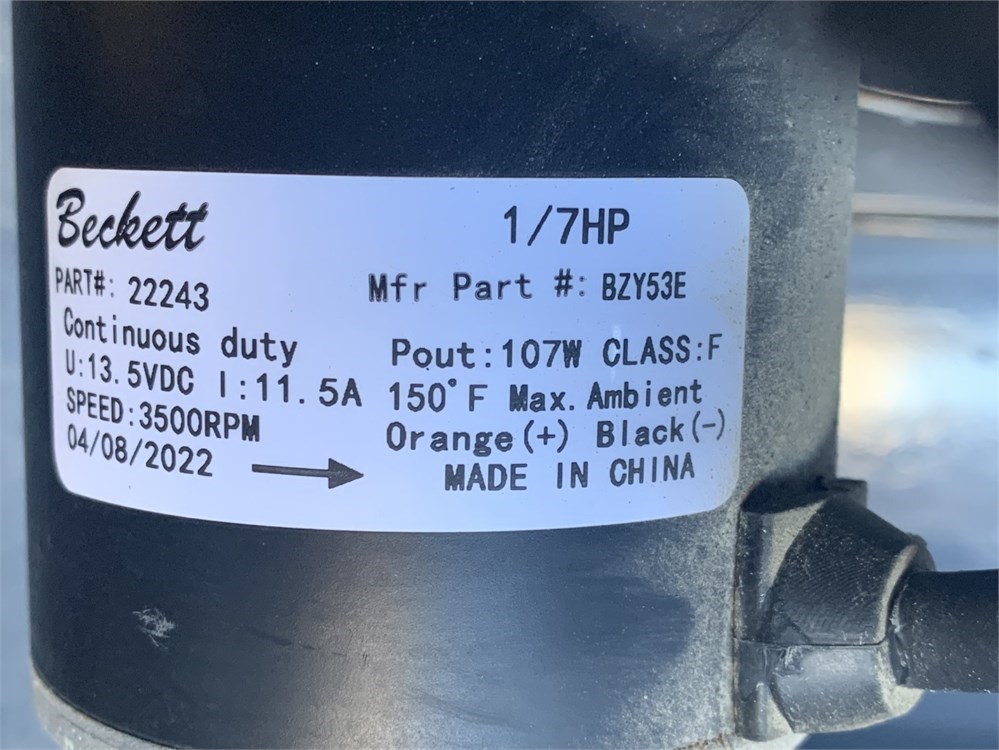 Beckett
1/7HP
PART#: 22243
Mfr Part #: BZY53E
Continuous duty
Pout:107W CLASS:F
U:13.5VDC I:11.5A
150°F Max. Ambient
SPEED:3500RPM
Orange(+) Black(-)
04/08/2022
MADE IN CHINA